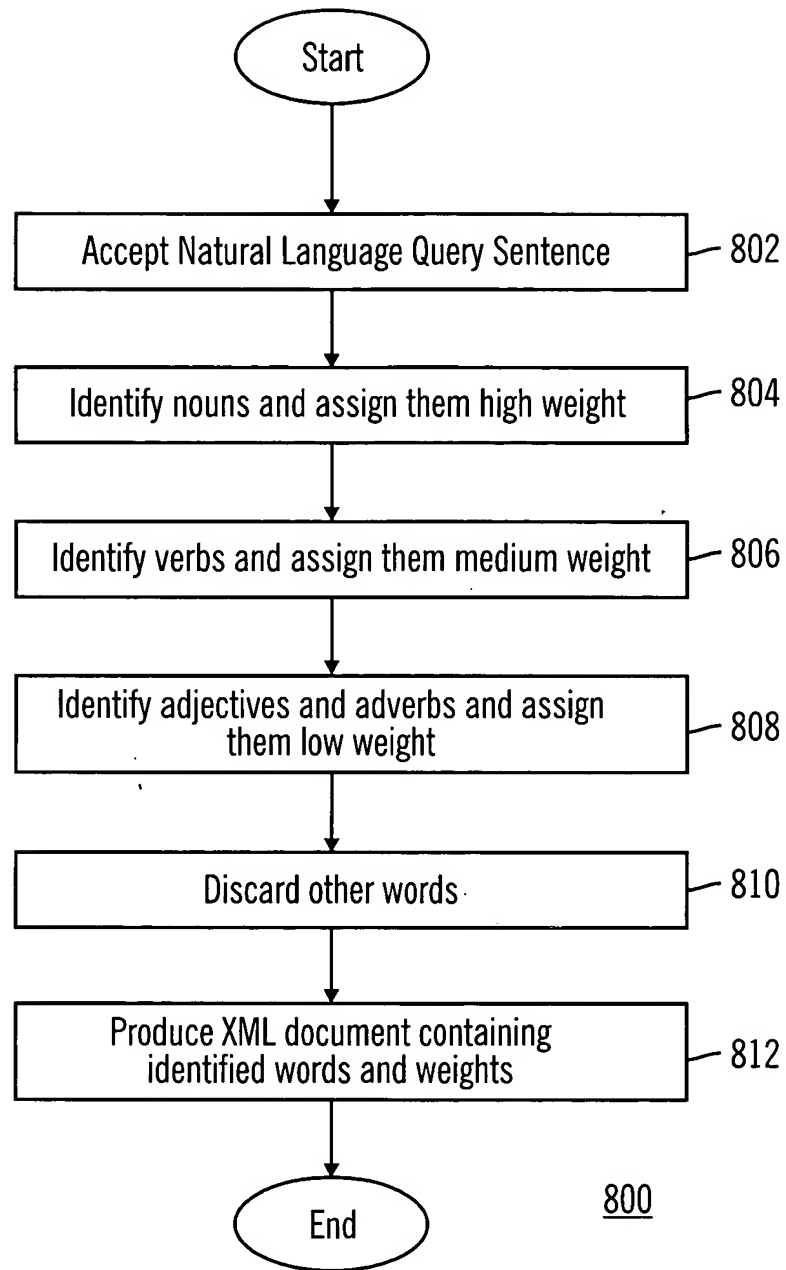 Start
Accept Natural Language Query Sentence
802
Identify nouns and assign them high weight
804
Identify verbs and assign them medium weight
806
Identify adjectives and adverbs and assign
them low weight
808
Discard other words
810
Produce XML document containing
identified words and weights
812
End
800